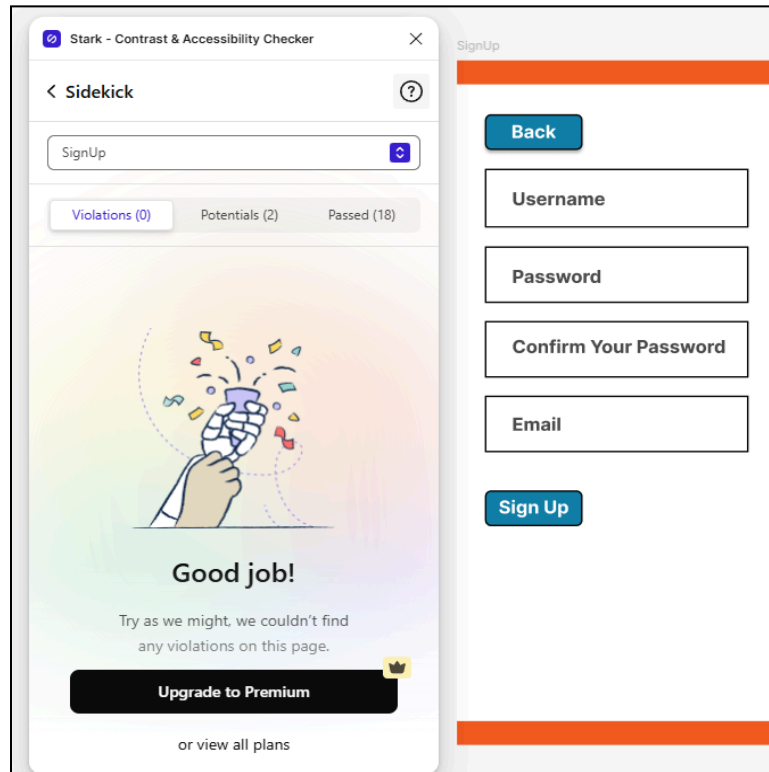 Stark - Contrast & Accessibility Checker
Sidekick
SignUp
Violations (0) Potentials (2) Passed (18)
Good job!
Try as we might, we couldn't find
any violations on this page.
Upgrade to Premium
or view all plans
SignUp
Back
Username
Password
Confirm Your Password
Email
Sign Up